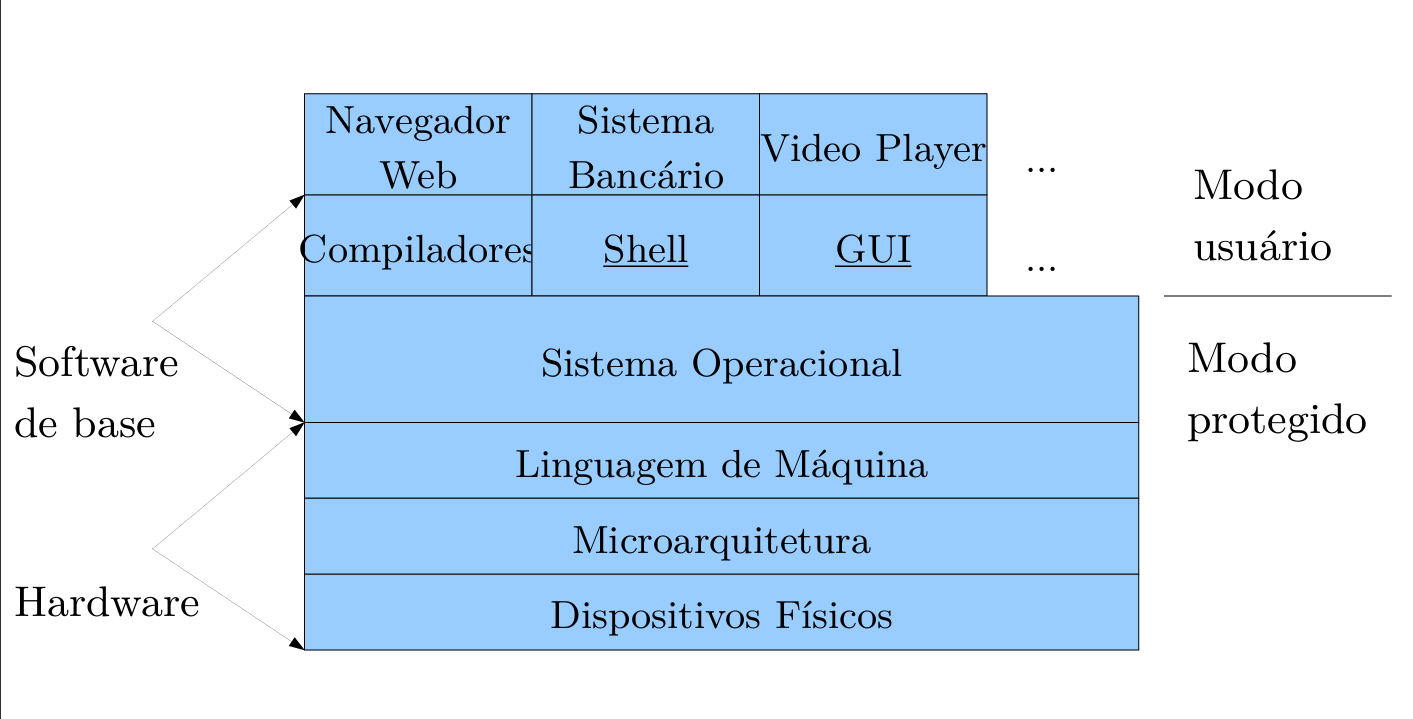 Navegador
Web
Sistema
Bancário
Video Player
...
Compiladores
Shell
GUI
...
Modo
usuário
Sistema Operacional
Modo
protegido
Software
de base
Linguagem de Máquina
Microarquitetura
Hardware
Dispositivos Físicos